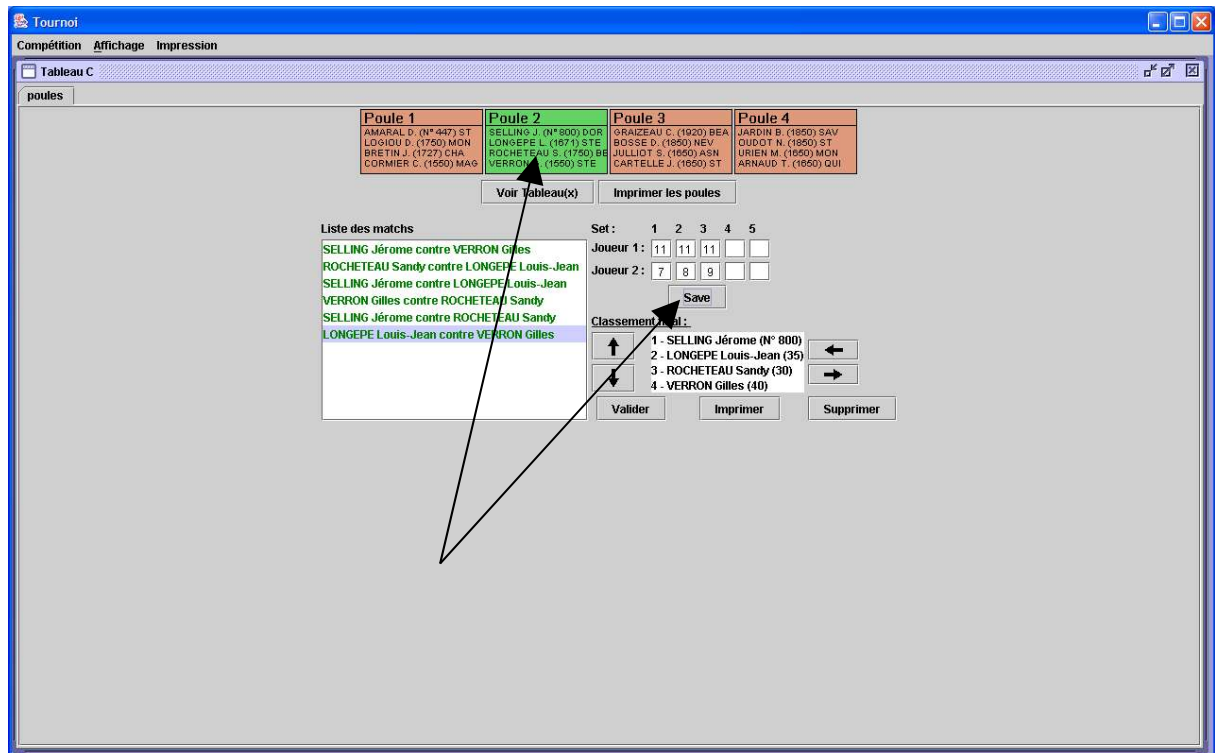 Tournoi
Compétition Affichage Impression
Tableau C
poules
Poule 1
AMARAL D. (N° 447) ST
LOGIOU D. (1750) MON
BRETIN J. (1727) CHA
CORMIER C. (1550) MAG
Poule 2
SELLING J. (N° 800) DOR
LONGEPE L. (1671) STE
ROCHETEAU S. (1750) BE
VERRON (1550) STE
Poule 3
GRAIZEAU C. (1920) BEA
BOSSE D. (1850) NEV
JULLIOT S. (1650) ASN
CARTELLE J. (1650) ST
Poule 4
JARDIN B. (1850) SAV
OUDOT N. (1850) ST
URIEN M. (1650) MON
ARNAUD T. (1650) QUI
Voir Tableau(x) Imprimer les poules
Liste des matchs
SELLING Jérome contre VERRON Gilles
ROCHETEAU Sandy contre LONGEPE Louis-Jean
SELLING Jérome contre LONGEPE Louis-Jean
VERRON Gilles contre ROCHETEAU Sandy
SELLING Jérome contre ROCHETEAU Sandy
LONGEPE Louis-Jean contre VERRON Gilles
Set : 1 2 3 4 5
Joueur 1 : 11 11 11
Joueur 2 : 7 8 9
Save
Classement final :
1 - SELLING Jérome (N° 800)
2 - LONGEPE Louis-Jean (35)
3 - ROCHETEAU Sandy (30)
4 - VERRON Gilles (40)
Valider Imprimer Supprimer